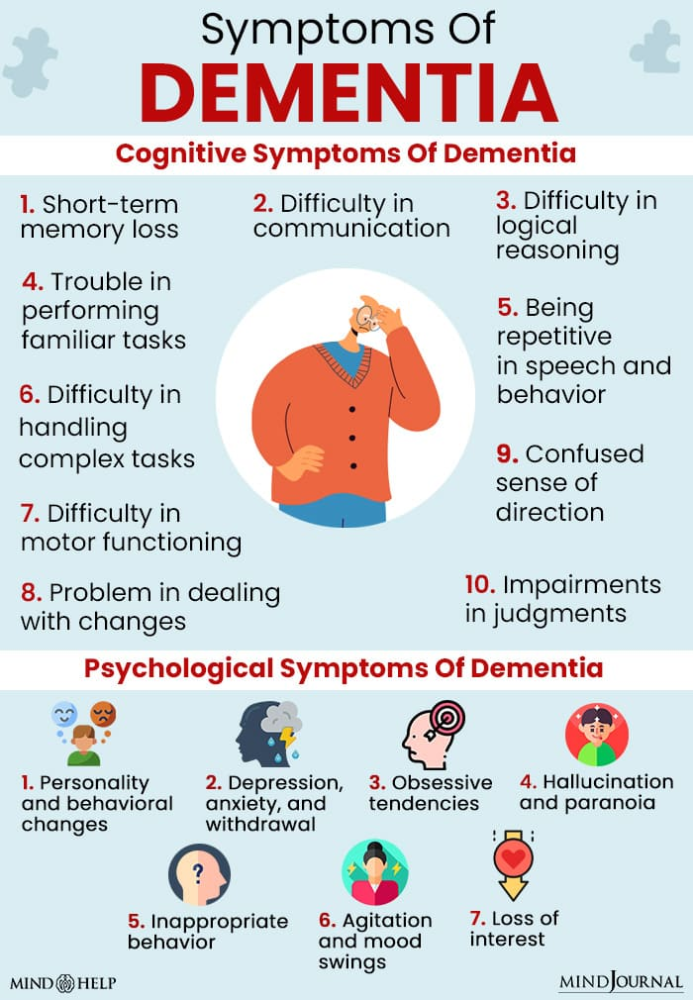 Symptoms Of
DEMENTIA
Cognitive Symptoms Of Dementia
1. Short-term
memory loss
2. Difficulty in
communication
3. Difficulty in
logical
reasoning
4. Trouble in
performing
familiar tasks
5. Being
repetitive
in speech and
behavior
6. Difficulty in
handling
complex tasks
7. Difficulty in
motor functioning
8. Problem in dealing
with changes
9. Confused
sense of
direction
10. Impairments
in judgments
Psychological Symptoms Of Dementia
1. Personality
and behavioral
changes
2. Depression,
anxiety, and
withdrawal
3. Obsessive
tendencies
4. Hallucination
and paranoia
?
5. Inappropriate
behavior
6. Agitation
and mood
swings
7. Loss of
interest
MIND HELP
MINDJOURNAL